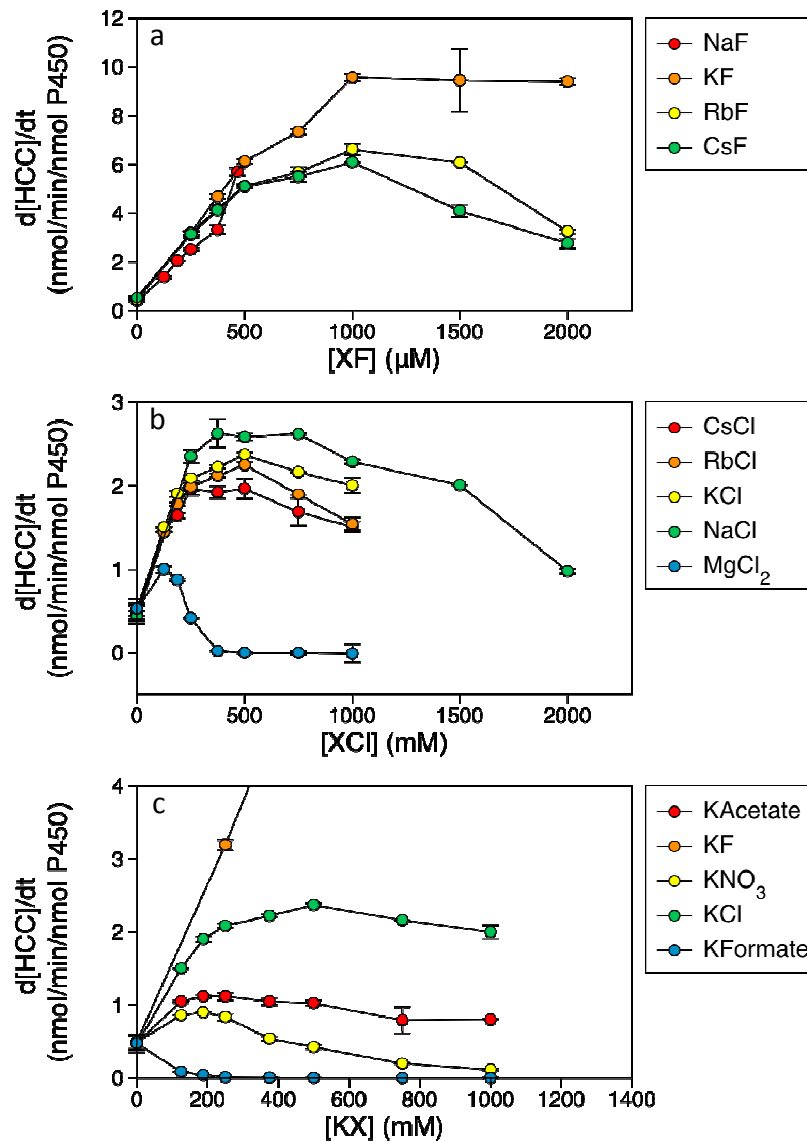 a
12
10
8
6
4
2
0
d[HCC]/dt
(nmol/min/nmol P450)
0
500
1000
1500
2000
[XF] (µM)
NaF
KF
RbF
CsF
b
3
2
1
0
d[HCC]/dt
(nmol/min/nmol P450)
0
500
1000
1500
2000
[XCl] (mM)
CsCl
RbCl
KCl
NaCl
MgCl₂
c
4
3
2
1
0
d[HCC]/dt
(nmol/min/nmol P450)
0
200
400
600
800
1000
1200
1400
[KX] (mM)
KAcetate
KF
KNO₃
KCl
KFormate